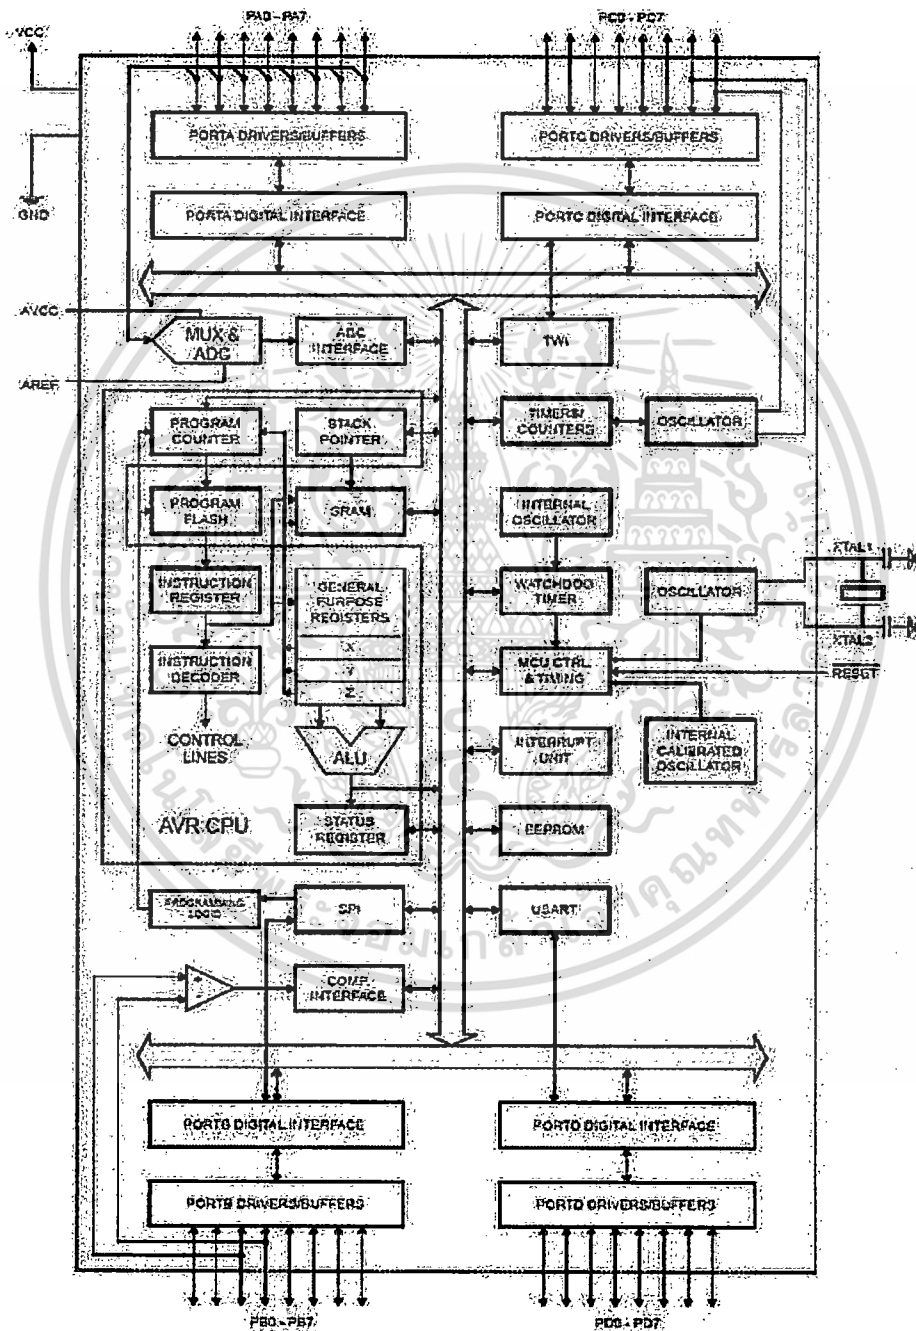 PA0 - PA7
PC0 - PC7
VCC
PORTA DRIVERS/BUFFERS
PORTC DRIVERS/BUFFERS
GND
PORTA DIGITAL INTERFACE
PORTC DIGITAL INTERFACE
AVCC
MUX &
ADC
ADC
INTERFACE
TWI
AREF
PROGRAM
COUNTER
STACK
POINTER
TIMERS/
COUNTERS
OSCILLATOR
PROGRAM
FLASH
SRAM
INTERNAL
OSCILLATOR
XTAL1
INSTRUCTION
REGISTER
GENERAL
PURPOSE
REGISTERS
WATCHDOG
TIMER
OSCILLATOR
X
XTAL2
INSTRUCTION
DECODER
Y
MCU CTRL
& TIMING
RESET
Z
CONTROL
LINES
ALU
INTERRUPT
UNIT
INTERNAL
CALIBRATED
OSCILLATOR
AVR CPU
STATUS
REGISTER
EEPROM
PROGRAMMING
LOGIC
SPI
USART
+
-
COMP.
INTERFACE
PORTB DIGITAL INTERFACE
PORTD DIGITAL INTERFACE
PORTB DRIVERS/BUFFERS
PORTD DRIVERS/BUFFERS
PB0 - PB7
PD0 - PD7